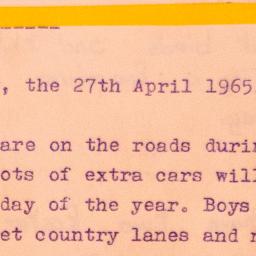 , the 27th April 1965
are on the roads durin
ots of extra cars will
day of the year. Boys
et country lanes and